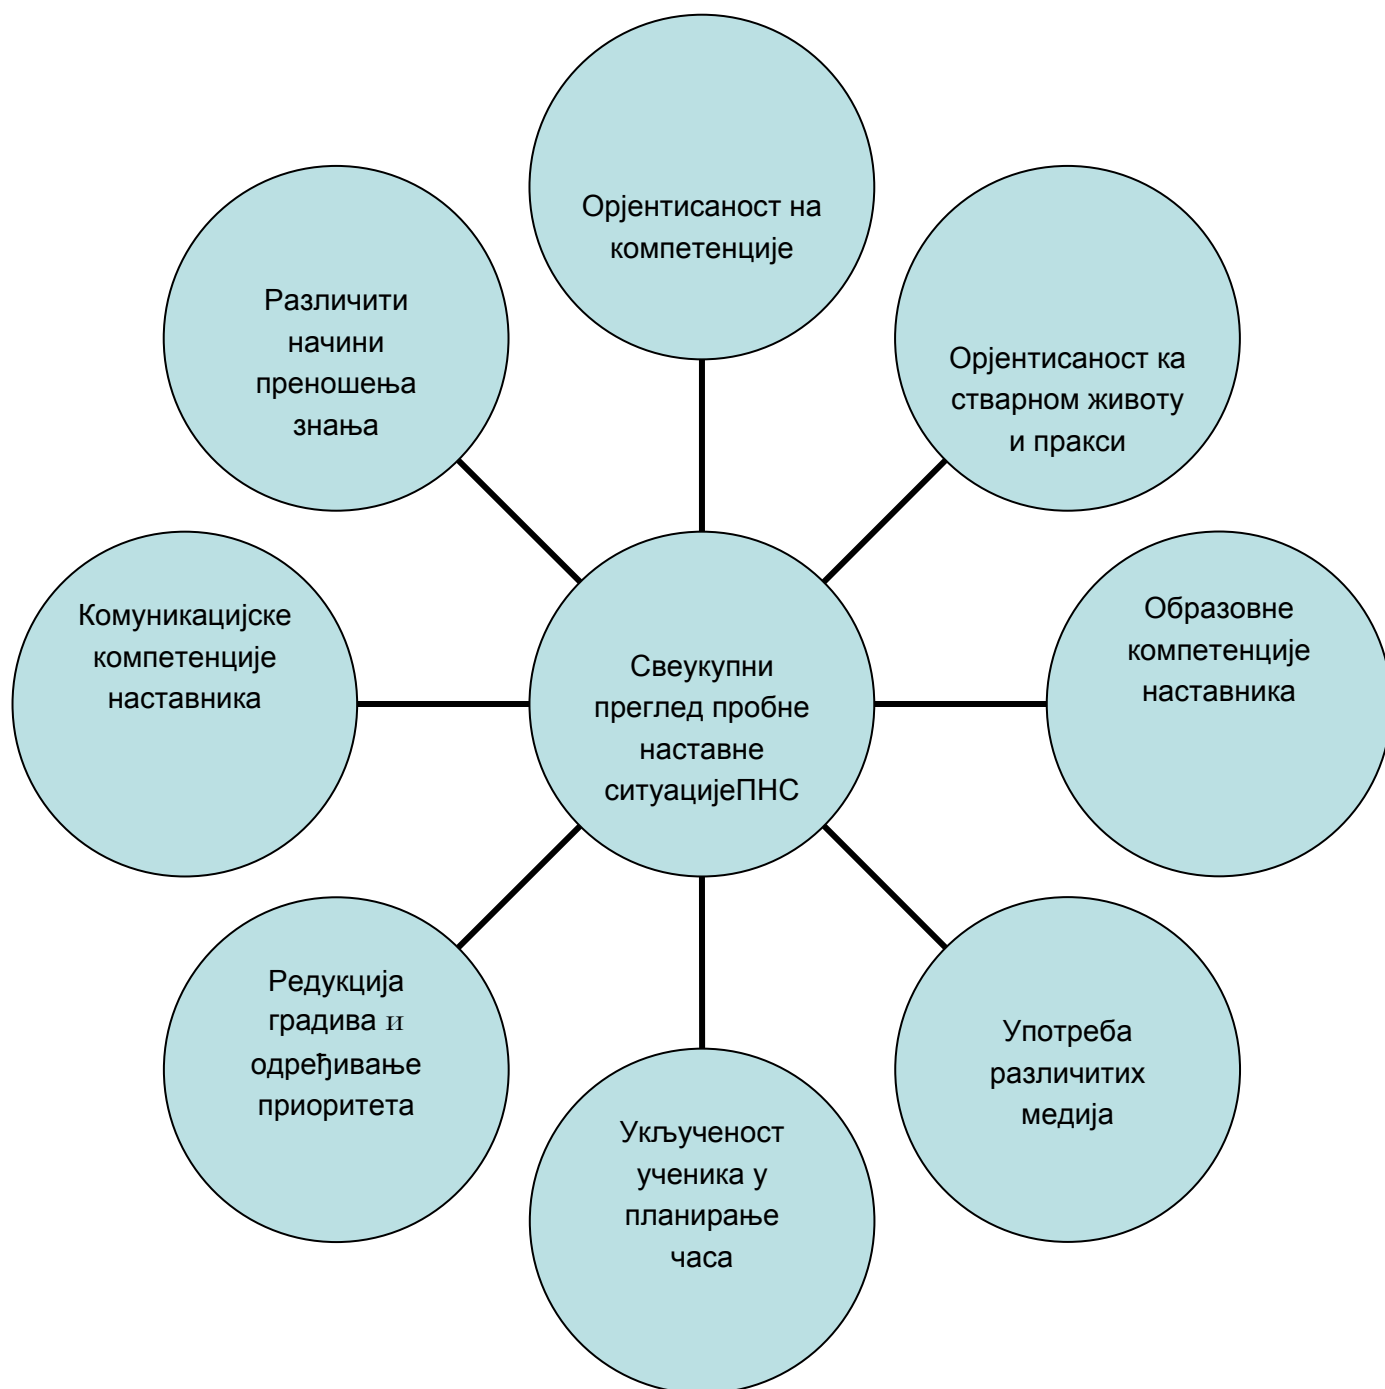 Орјентисаност на
компетенције
Различити
начини
преношења
знања
Орјентисаност ка
стварном животу
и пракси
Комуникацијске
компетенције
наставника
Свеукупни
преглед пробне
наставне
ситуацијеПНС
Образовне
компетенције
наставника
Редукција
градива и
одређивање
приоритета
Укљученост
ученика у
планирање
часа
Употреба
различитих
медија